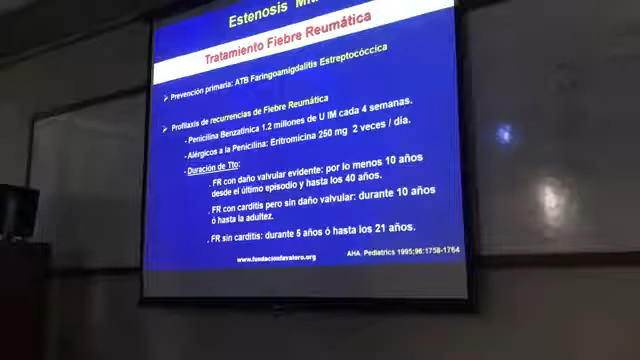 Estenosis
Tratamiento Fiebre Reumática
➢ Prevención primaria: ATB Faringoamigdalitis Estreptocóccica
➢ Profilaxis de recurrencias de Fiebre Reumática
- Penicilina Benzatínica 1.2 millones de U IM cada 4 semanas.
- Alérgicos a la Penicilina: Eritromicina 250 mg 2 veces / día.
- Duración de Tto:
. FR con daño valvular evidente: por lo menos 10 años
desde el último episodio y hasta los 40 años.
. FR con carditis pero sin daño valvular: durante 10 años
ó hasta la adultez.
. FR sin carditis: durante 5 años ó hasta los 21 años.
www.fundacionfavaloro.org
AHA. Pediatrics 1995;96:1758-1764